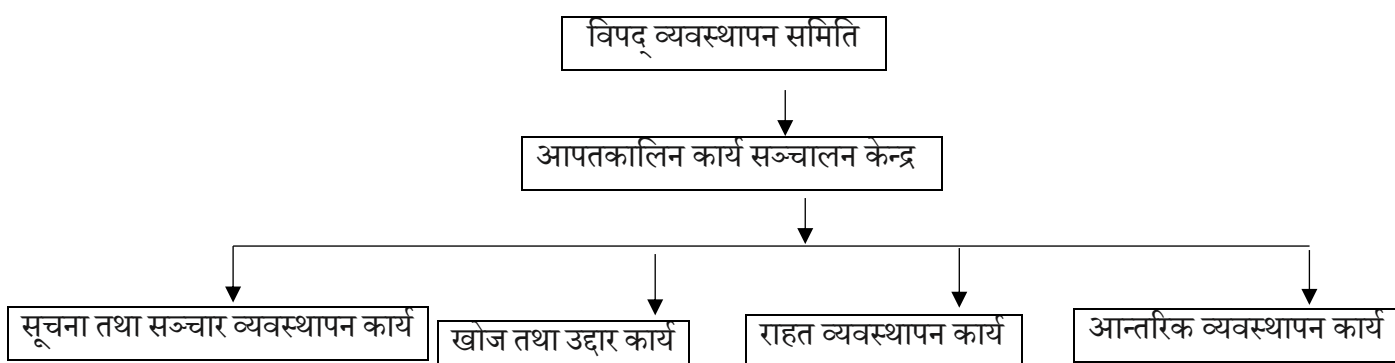 विपद् व्यवस्थापन समिति
आपतकालिन कार्य सञ्चालन केन्द्र
सूचना तथा सञ्चार व्यवस्थापन कार्य
खोज तथा उद्दार कार्य
राहत व्यवस्थापन कार्य
आन्तरिक व्यवस्थापन कार्य